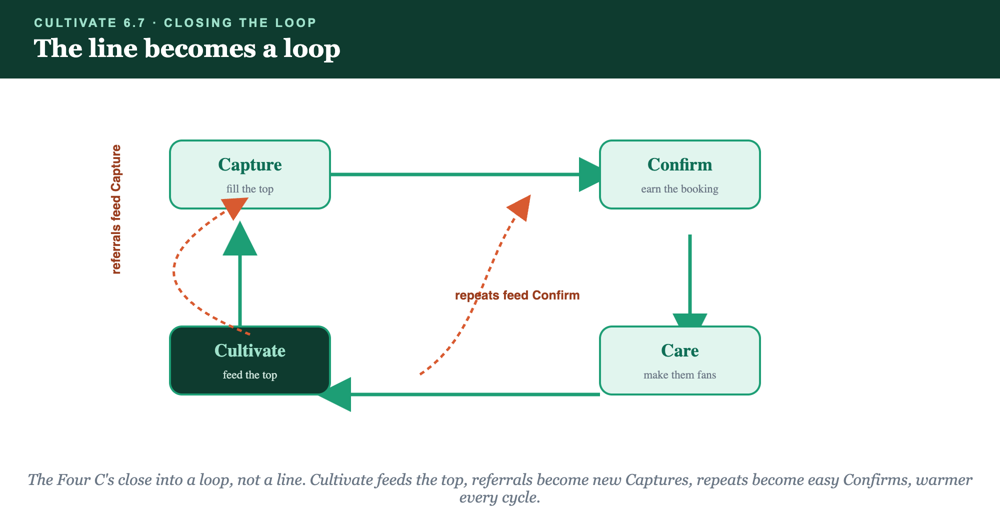 CULTIVATE 6.7 · CLOSING THE LOOP
The line becomes a loop
referrals feed Capture
Capture
fill the top
Confirm
earn the booking
repeats feed Confirm
Cultivate
feed the top
Care
make them fans
The Four C's close into a loop, not a line. Cultivate feeds the top, referrals become new Captures, repeats become easy Confirms, warmer
every cycle.